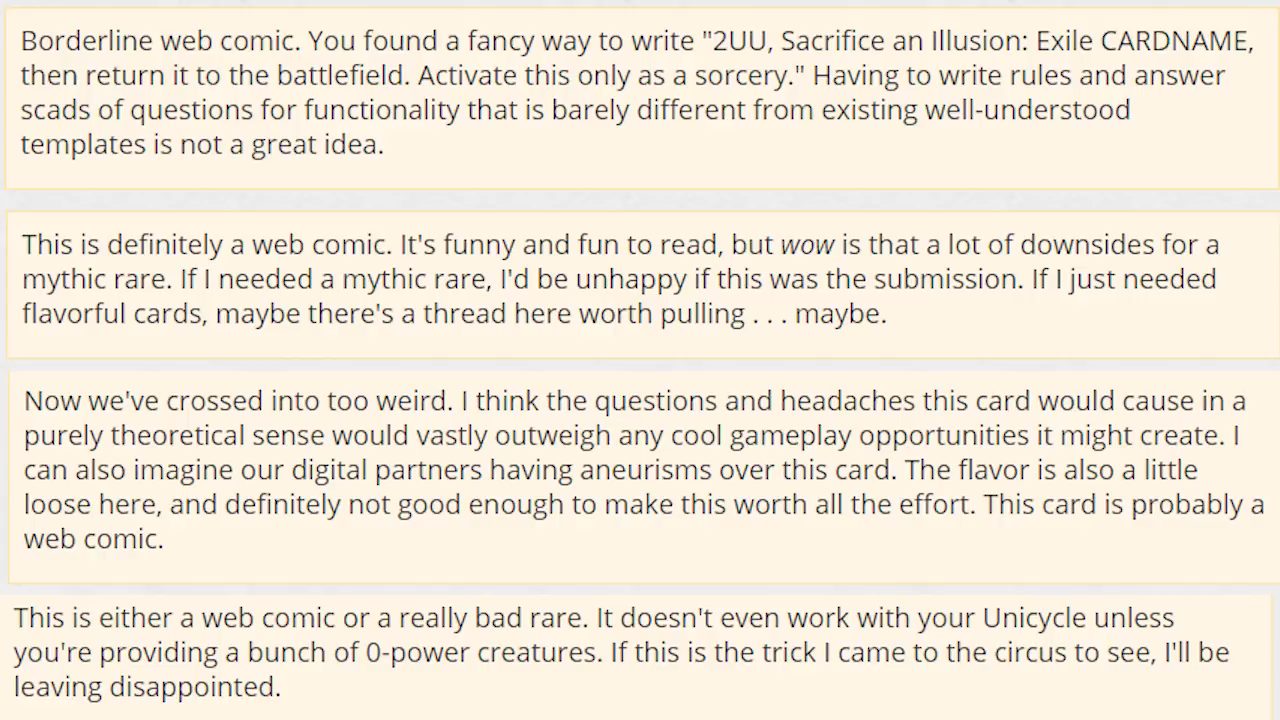 Borderline web comic. You found a fancy way to write "2UU, Sacrifice an Illusion: Exile CARDNAME,
then return it to the battlefield. Activate this only as a sorcery." Having to write rules and answer
scads of questions for functionality that is barely different from existing well-understood
templates is not a great idea.
This is definitely a web comic. It's funny and fun to read, but wow is that a lot of downsides for a
mythic rare. If I needed a mythic rare, I'd be unhappy if this was the submission. If I just needed
flavorful cards, maybe there's a thread here worth pulling . . . maybe.
Now we've crossed into too weird. I think the questions and headaches this card would cause in a
purely theoretical sense would vastly outweigh any cool gameplay opportunities it might create. I
can also imagine our digital partners having aneurisms over this card. The flavor is also a little
loose here, and definitely not good enough to make this worth all the effort. This card is probably a
web comic.
This is either a web comic or a really bad rare. It doesn't even work with your Unicycle unless
you're providing a bunch of 0-power creatures. If this is the trick I came to the circus to see, I'll be
leaving disappointed.